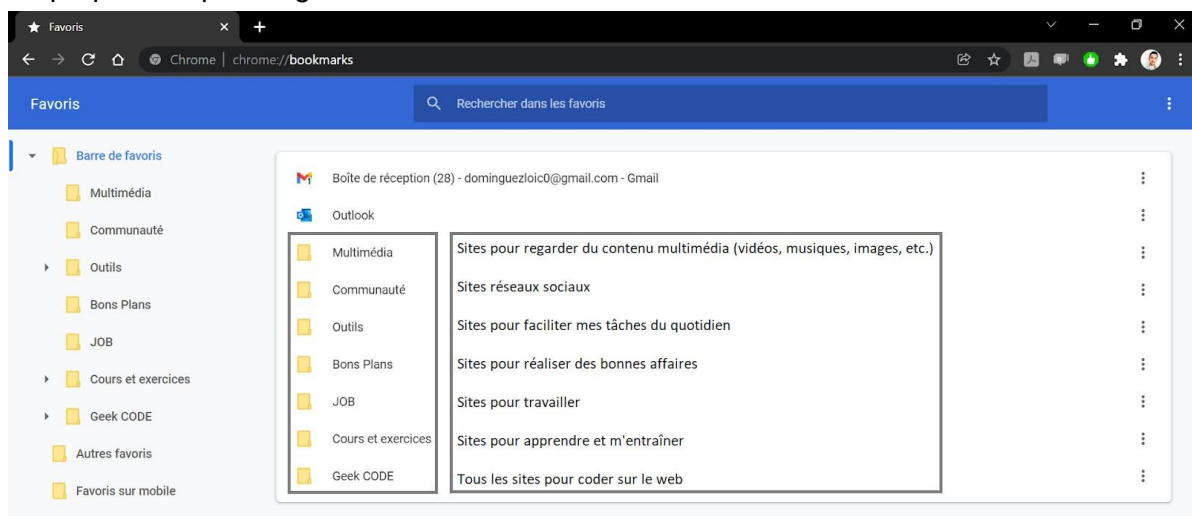 Favoris
Chrome | chrome://bookmarks
Favoris
Rechercher dans les favoris
Barre de favoris
Multimédia
Communauté
Outils
Bons Plans
JOB
Cours et exercices
Geek CODE
Autres favoris
Favoris sur mobile
Boîte de réception (28) - dominguezloic0@gmail.com - Gmail
Outlook
Multimédia Sites pour regarder du contenu multimédia (vidéos, musiques, images, etc.)
Communauté Sites réseaux sociaux
Outils Sites pour faciliter mes tâches du quotidien
Bons Plans Sites pour réaliser des bonnes affaires
JOB Sites pour travailler
Cours et exercices Sites pour apprendre et m'entraîner
Geek CODE Tous les sites pour coder sur le web